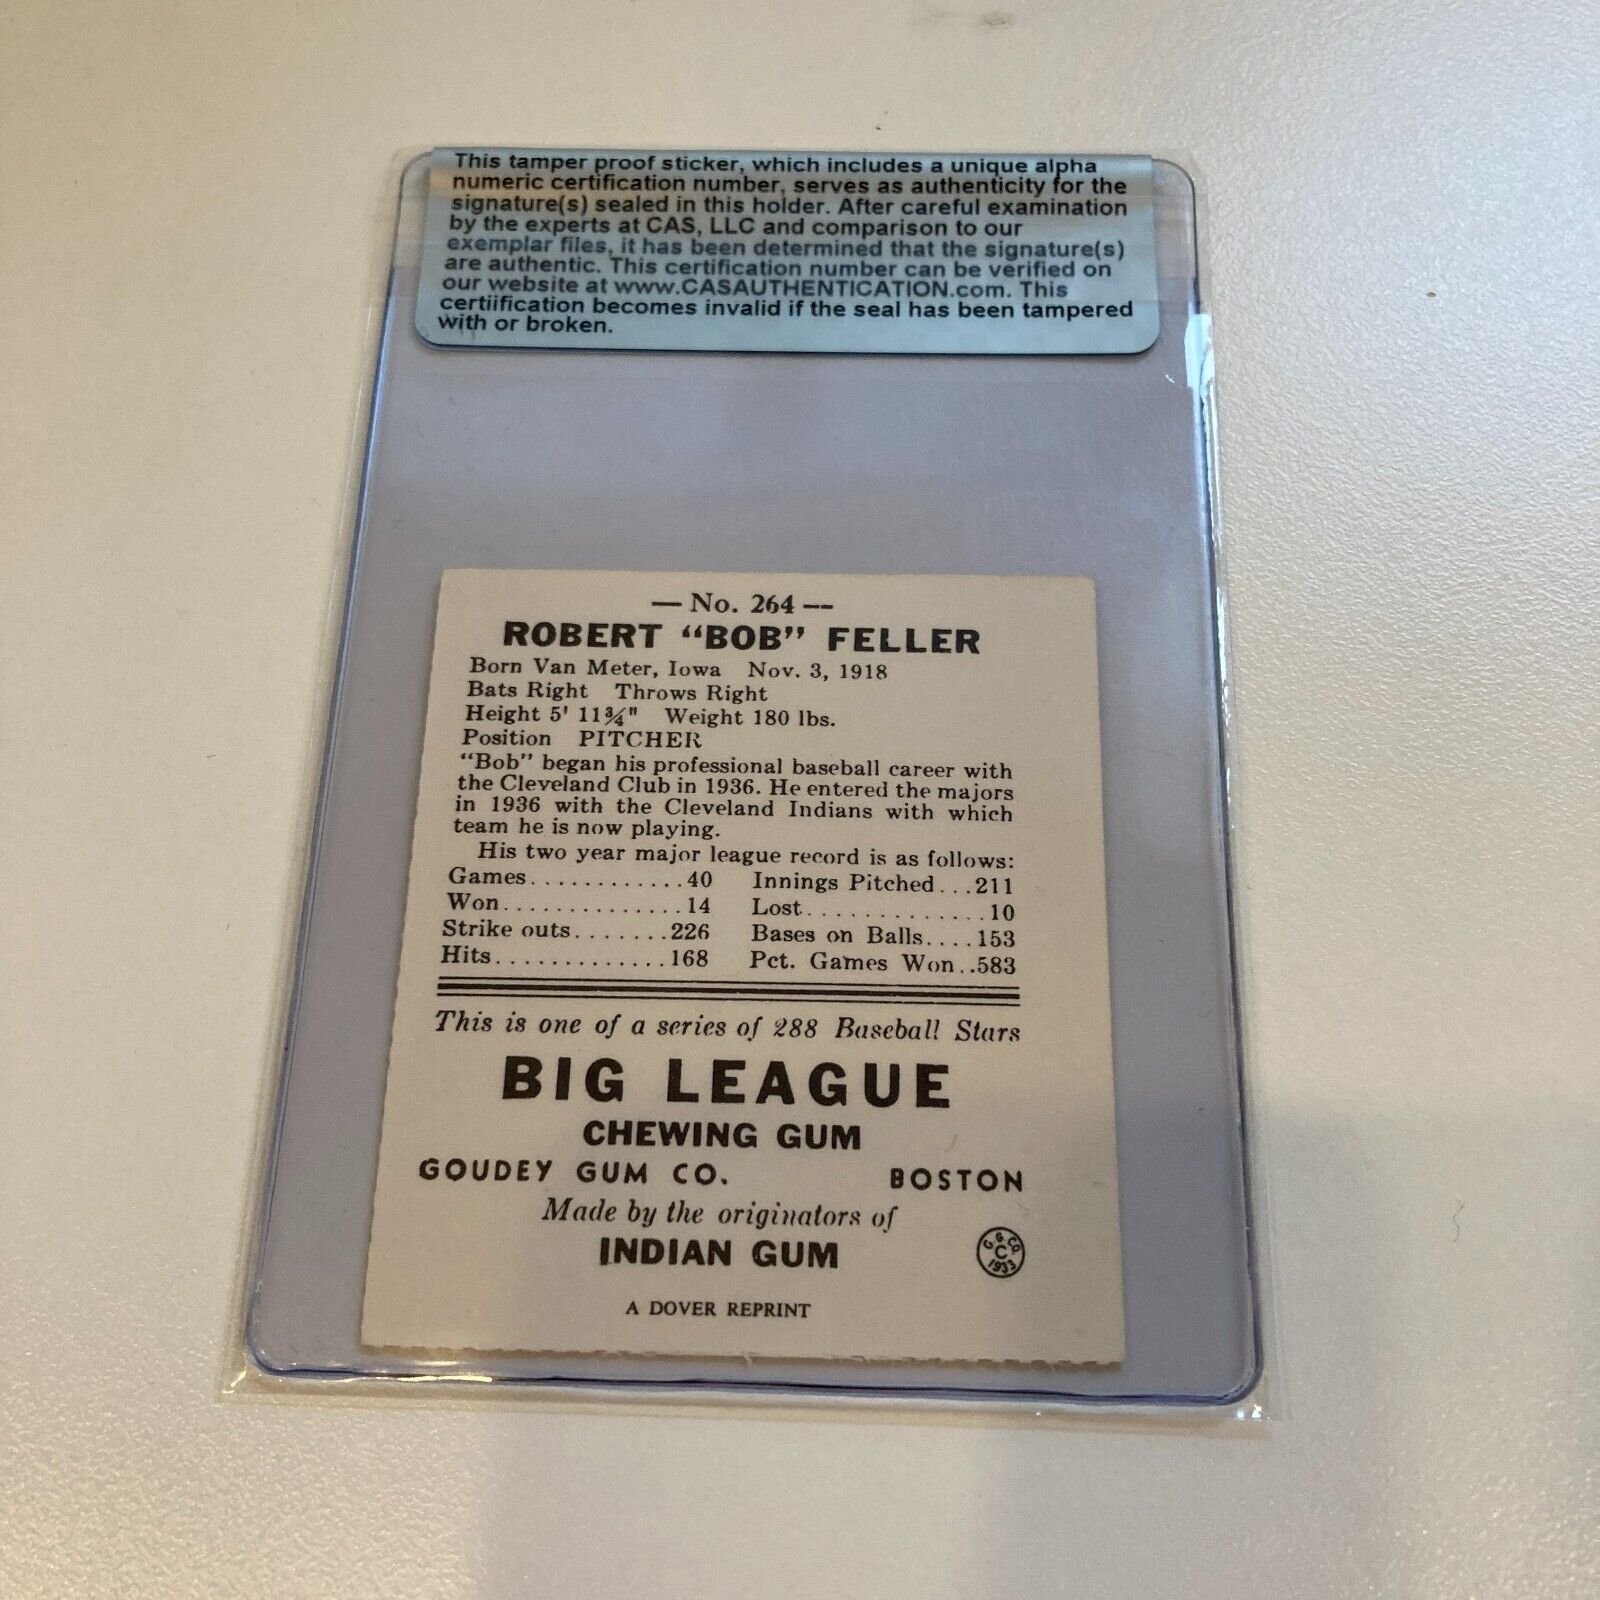 This tamper proof sticker, which includes a unique alpha
numeric certification number, serves as authenticity for the
signature(s) sealed in this holder. After careful examination
by the experts at CAS, LLC and comparison to our
exemplar files, it has been determined that the signature(s)
are authentic. This certification number can be verified on
our website at www.CASAUTHENTICATION.com. This
certiification becomes invalid if the seal has been tampered
with or broken.
— No. 264 —
ROBERT "BOB" FELLER
Born Van Meter, Iowa Nov. 3, 1918
Bats Right Throws Right
Height 5' 11¾" Weight 180 lbs.
Position PITCHER
"Bob" began his professional baseball career with
the Cleveland Club in 1936. He entered the majors
in 1936 with the Cleveland Indians with which
team he is now playing.
His two year major league record is as follows:
Games............40 Innings Pitched...211
Won..............14 Lost..............10
Strike outs.......226 Bases on Balls....153
Hits.............168 Pct. Games Won..583
This is one of a series of 288 Baseball Stars
BIG LEAGUE
CHEWING GUM
GOUDEY GUM CO. BOSTON
Made by the originators of
INDIAN GUM
G. G. CO.
C
1933
A DOVER REPRINT